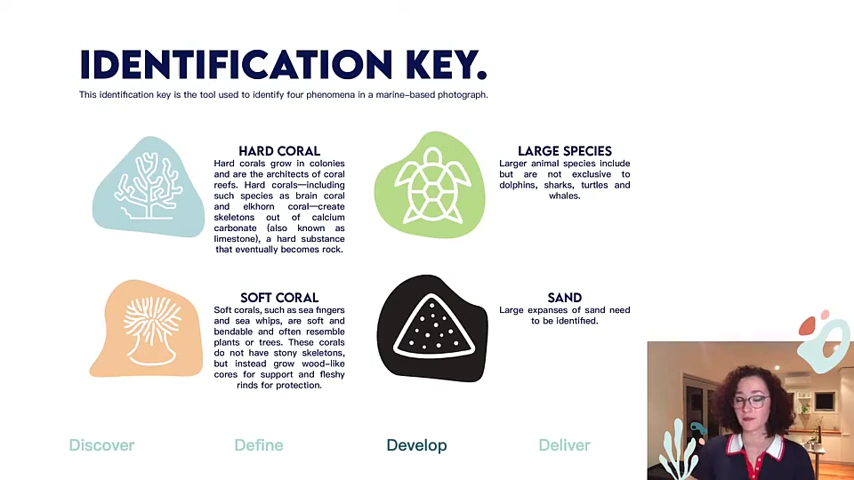 IDENTIFICATION KEY.
This identification key is the tool used to identify four phenomena in a marine-based photograph.
HARD CORAL
Hard corals grow in colonies
and are the architects of coral
reefs. Hard corals—including
such species as brain coral
and elkhorn coral—create
skeletons out of calcium
carbonate (also known as
limestone), a hard substance
that eventually becomes rock.
LARGE SPECIES
Larger animal species include
but are not exclusive to
dolphins, sharks, turtles and
whales.
SOFT CORAL
Soft corals, such as sea fingers
and sea whips, are soft and
bendable and often resemble
plants or trees. These corals
do not have stony skeletons,
but instead grow wood-like
cores for support and fleshy
rinds for protection.
SAND
Large expanses of sand need
to be identified.
Discover
Define
Develop
Deliver